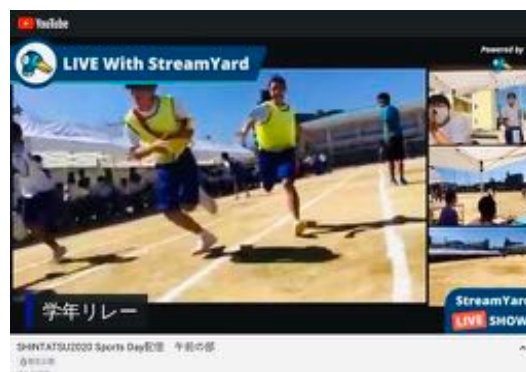 YouTube
Powered by
LIVE With StreamYard
学年リレー
StreamYard
LIVE SHOW
SHINTATSU2020 Sports Day配信 午前の部